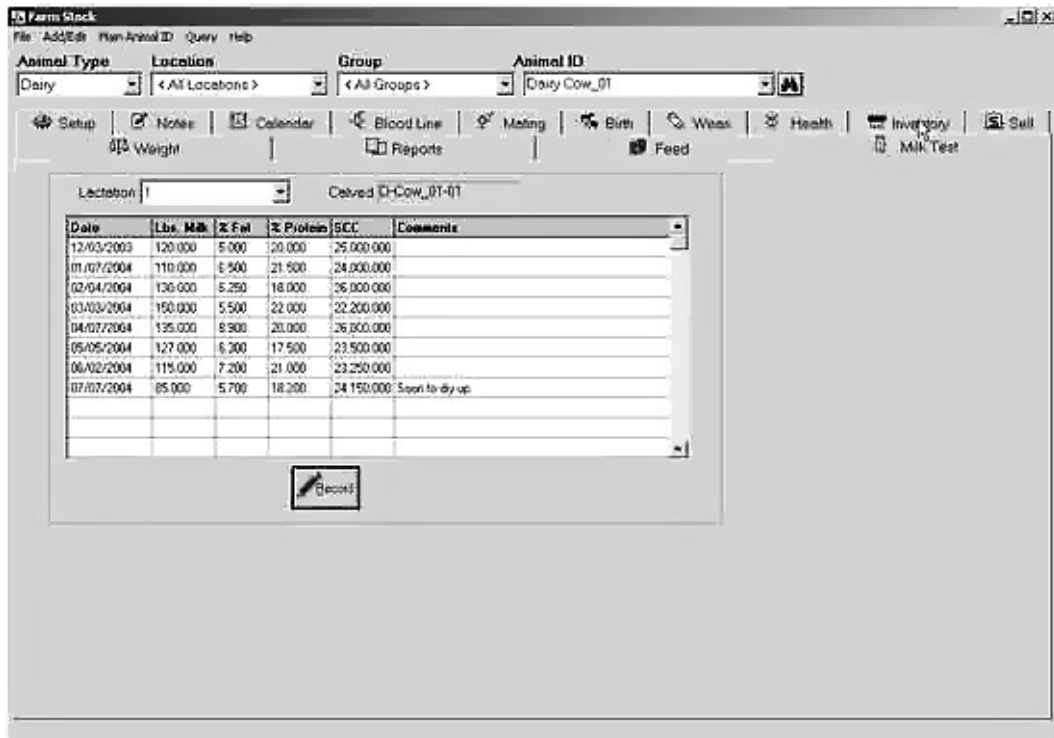 Farm Stock
File Add/Edit Main Animal ID Query Help
Animal Type Location Group Animal ID
Dairy <All Locations> <All Groups> Dairy Cow_01
Setup Notes Calendar Blood Line Mating Birth Wean Health Inventory Sell
Weight Reports Feed Milk Test
Lactation 1 Calved D-Cow_01-01
Date Lbs. Milk % Fat % Protein SCC Comments
12/03/2003 120.000 5.000 20.000 25.000.000
01/07/2004 110.000 6.500 21.500 24.000.000
02/04/2004 130.000 6.250 18.000 26.000.000
03/03/2004 150.000 5.500 22.000 22.200.000
04/07/2004 135.000 8.900 20.000 26.000.000
05/05/2004 127.000 6.300 17.500 23.500.000
06/02/2004 115.000 7.200 21.000 23.250.000
07/07/2004 85.000 5.700 18.200 24.150.000 Soon to dry up
Record